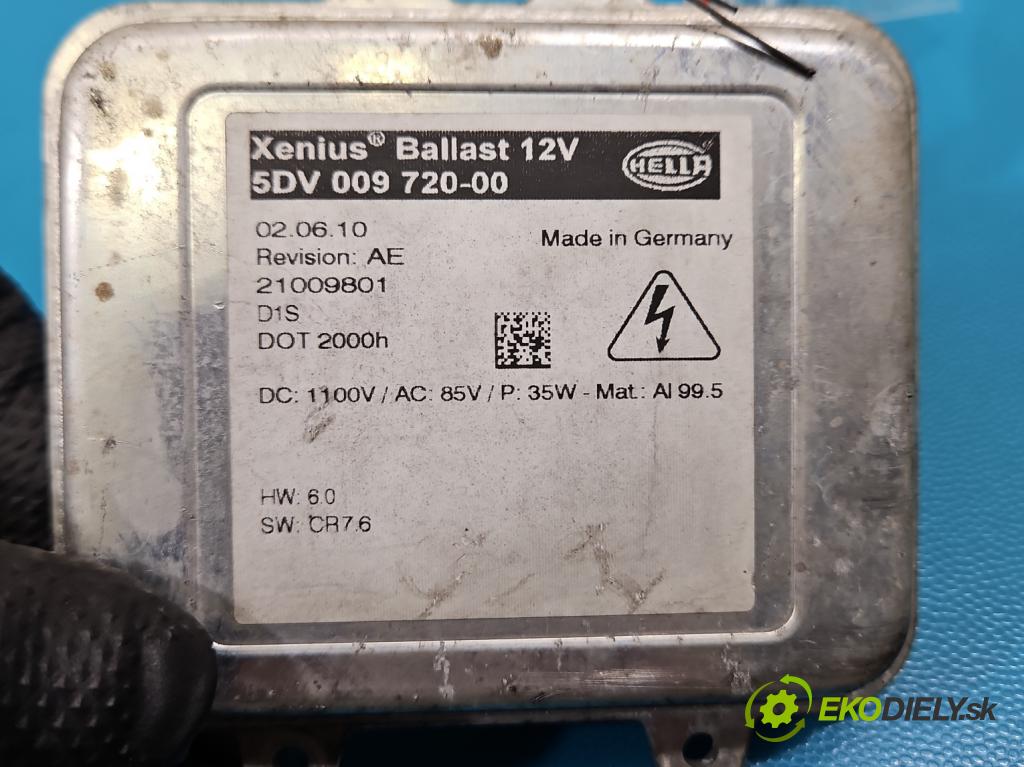 Xenius® Ballast 12V
5DV 009 720-00
HELLA
02.06.10
Made in Germany
Revision: AE
21009801
D1S
DOT 2000h
DC: 1100V / AC: 85V / P: 35W - Mat.: Al 99.5
HW: 6.0
SW: CR7.6
EKODIELY.sk